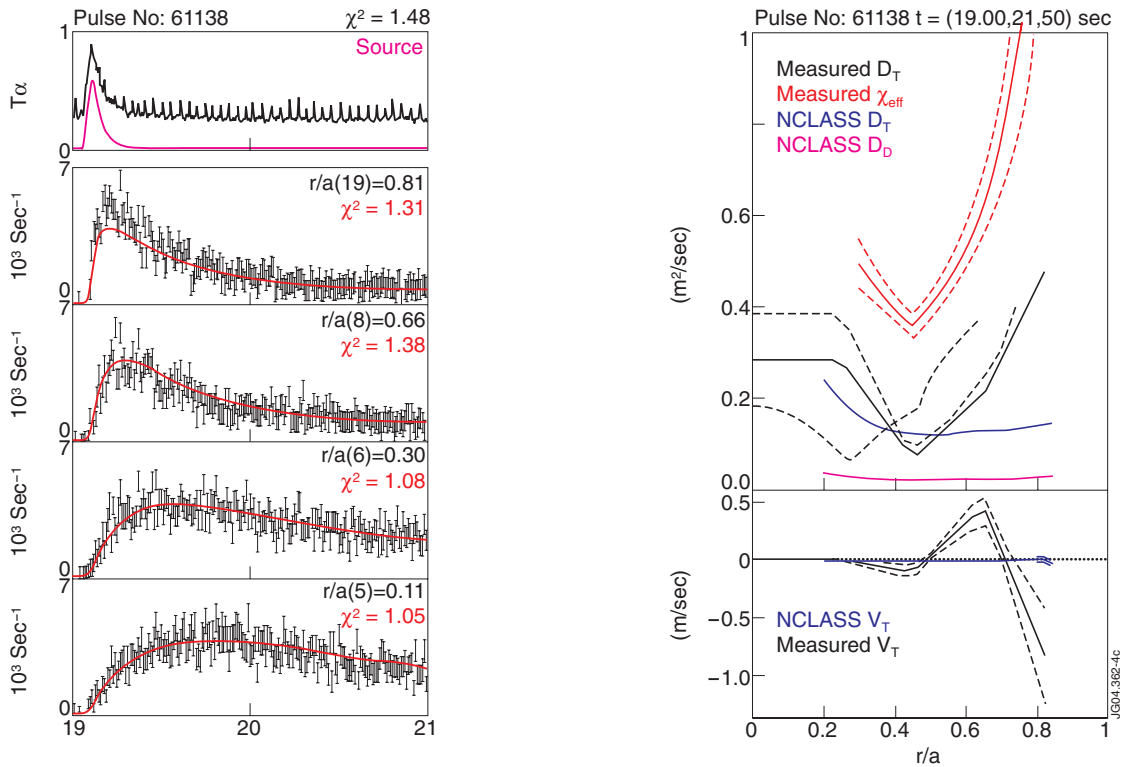 Pulse No: 61138 χ² = 1.48
1
Source
Tα
0
7
r/a(19)=0.81
χ² = 1.31
10³ Sec⁻¹
0
7
r/a(8)=0.66
χ² = 1.38
10³ Sec⁻¹
0
7
r/a(6)=0.30
χ² = 1.08
10³ Sec⁻¹
0
7
r/a(5)=0.11
χ² = 1.05
10³ Sec⁻¹
0
19 20 21
Pulse No: 61138 t = (19.00,21,50) sec
1
Measured D_T
Measured χ_eff
NCLASS D_T
NCLASS D_D
0.6
(m²/sec)
0.4
0.2
0.0
0.5
0
(m/sec)
−0.5
NCLASS V_T
Measured V_T
−1.0
0 0.2 0.4 0.6 0.8 1
r/a
JG04.362-4c